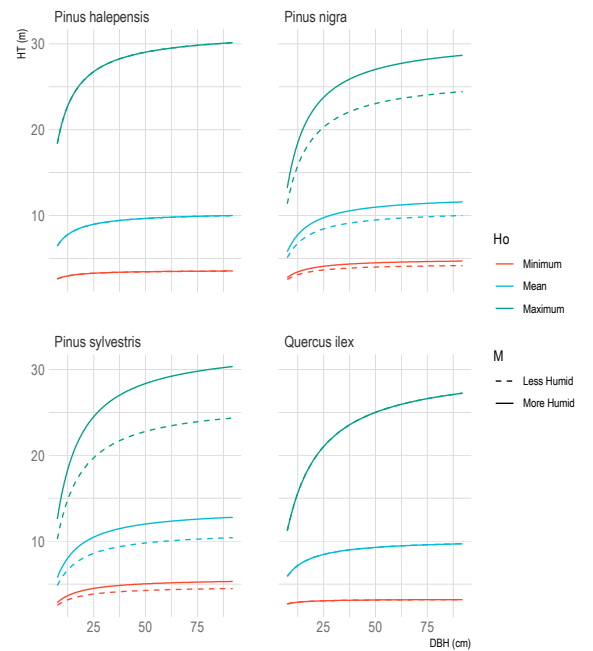 Pinus halepensis
Pinus nigra
HT (m)
30
20
10
Ho
Minimum
Mean
Maximum
M
Less Humid
More Humid
Pinus sylvestris
Quercus ilex
30
20
10
25 50 75
25 50 75
DBH (cm)